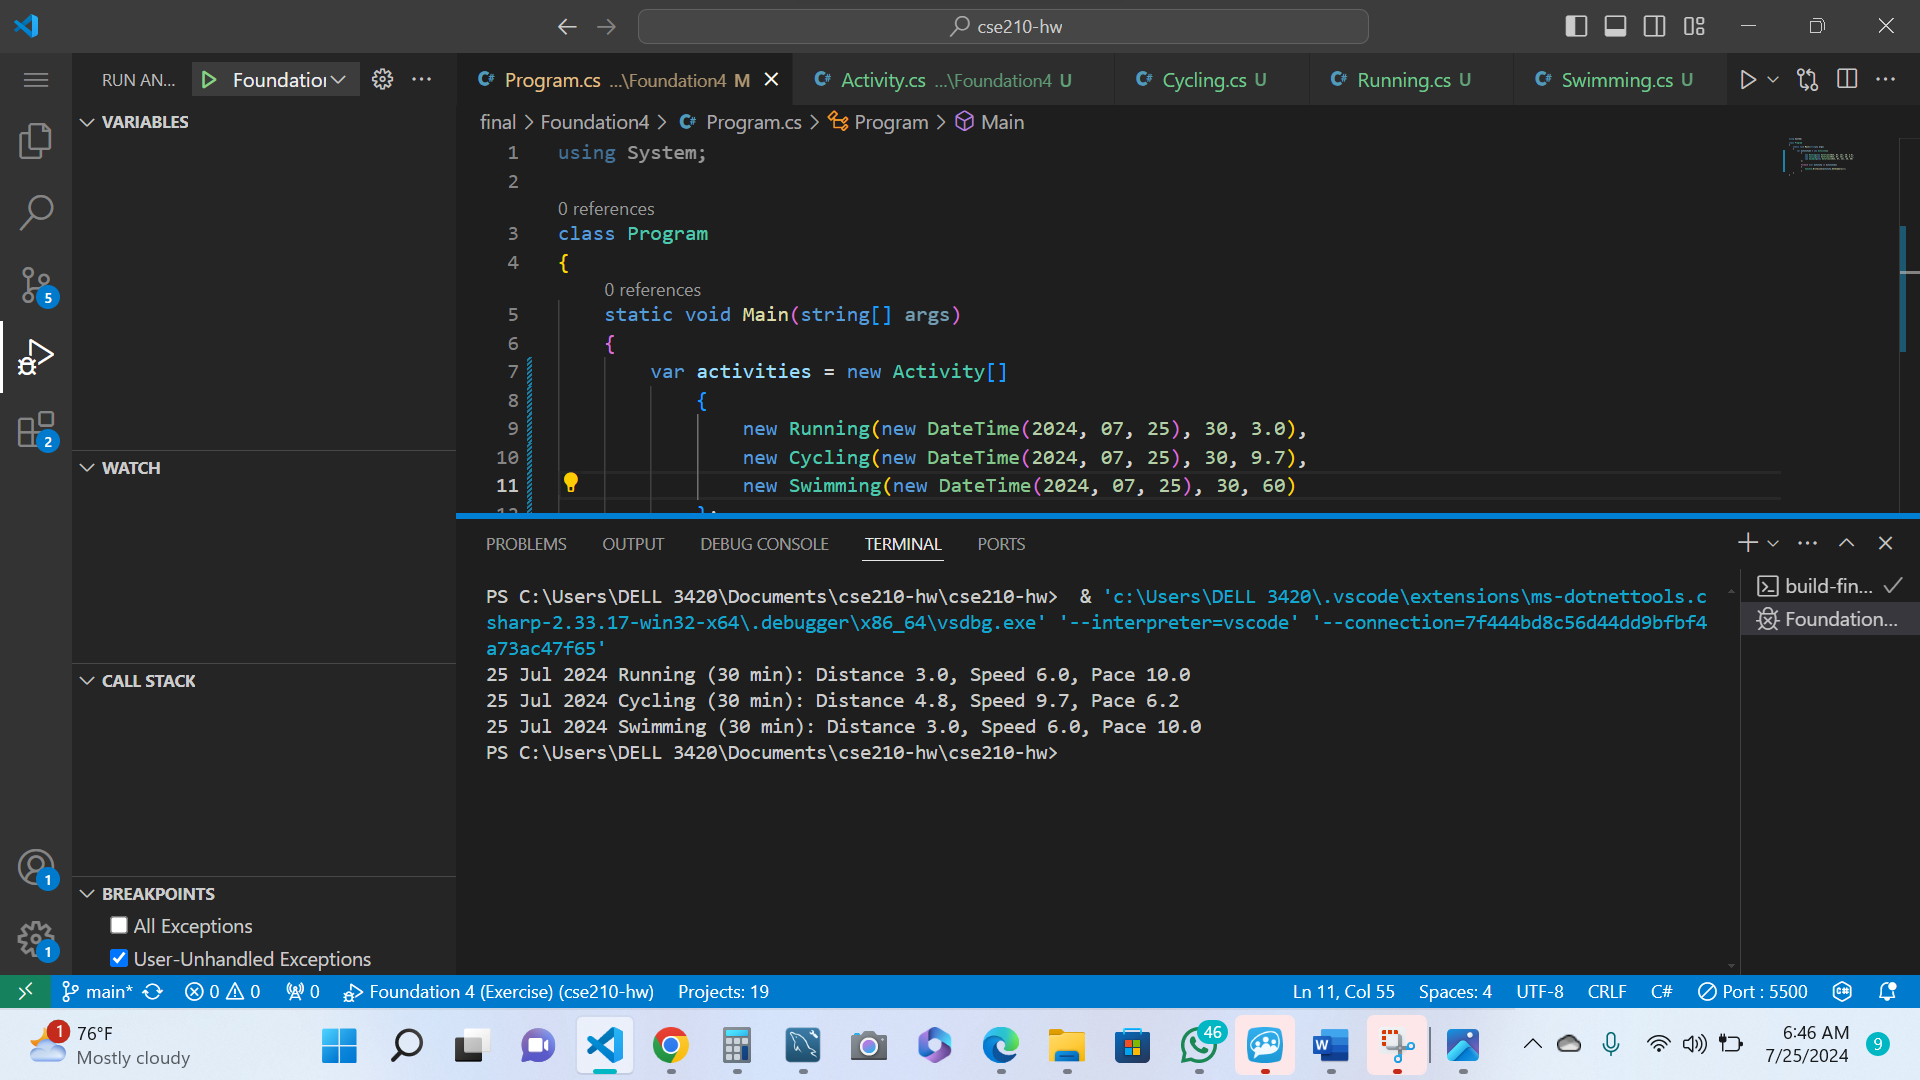 cse210-hw
RUN AN...
Foundation
Program.cs ...\Foundation4 M
Activity.cs ...\Foundation4 U
Cycling.cs U
Running.cs U
Swimming.cs U
VARIABLES
final > Foundation4 > Program.cs > Program > Main
1 using System;
2
0 references
3 class Program
4 {
0 references
5 static void Main(string[] args)
6 {
7 var activities = new Activity[]
8 {
9 new Running(new DateTime(2024, 07, 25), 30, 3.0),
10 new Cycling(new DateTime(2024, 07, 25), 30, 9.7),
11 new Swimming(new DateTime(2024, 07, 25), 30, 60)
12 };
5
2
WATCH
CALL STACK
BREAKPOINTS
All Exceptions
User-Unhandled Exceptions
1
1
PROBLEMS
OUTPUT
DEBUG CONSOLE
TERMINAL
PORTS
PS C:\Users\DELL 3420\Documents\cse210-hw\cse210-hw>  & 'c:\Users\DELL 3420\.vscode\extensions\ms-dotnettools.c
sharp-2.33.17-win32-x64\.debugger\x86_64\vsdbg.exe' '--interpreter=vscode' '--connection=7f444bd8c56d44dd9bfbf4
a73ac47f65'
25 Jul 2024 Running (30 min): Distance 3.0, Speed 6.0, Pace 10.0
25 Jul 2024 Cycling (30 min): Distance 4.8, Speed 9.7, Pace 6.2
25 Jul 2024 Swimming (30 min): Distance 3.0, Speed 6.0, Pace 10.0
PS C:\Users\DELL 3420\Documents\cse210-hw\cse210-hw>
build-fin...
Foundation...
main*
0
0
0
Foundation 4 (Exercise) (cse210-hw)
Projects: 19
Ln 11, Col 55
Spaces: 4
UTF-8
CRLF
C#
Port : 5500
1
76°F
Mostly cloudy
46
6:46 AM
7/25/2024
9